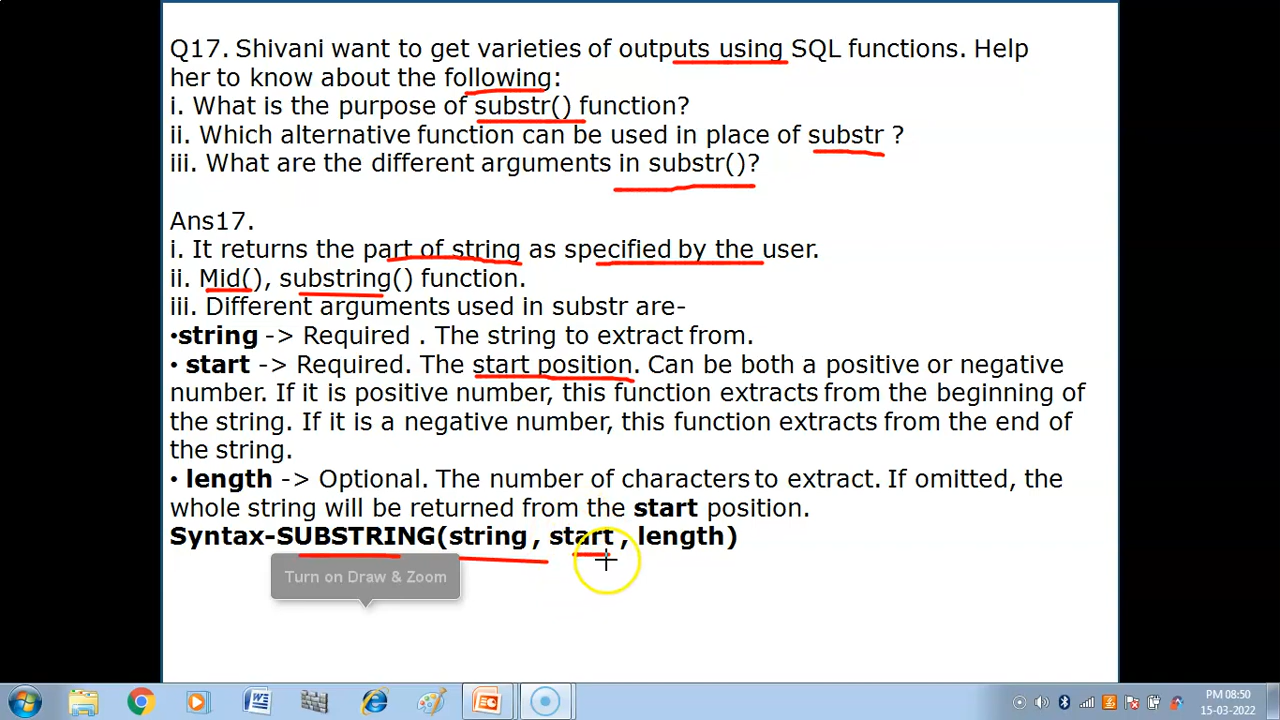 Q17. Shivani want to get varieties of outputs using SQL functions. Help
her to know about the following:
i. What is the purpose of substr() function?
ii. Which alternative function can be used in place of substr ?
iii. What are the different arguments in substr()?
Ans17.
i. It returns the part of string as specified by the user.
ii. Mid(), substring() function.
iii. Different arguments used in substr are-
•string -> Required . The string to extract from.
• start -> Required. The start position. Can be both a positive or negative
number. If it is positive number, this function extracts from the beginning of
the string. If it is a negative number, this function extracts from the end of
the string.
• length -> Optional. The number of characters to extract. If omitted, the
whole string will be returned from the start position.
Syntax-SUBSTRING(string , start , length)
Turn on Draw & Zoom
PM 08:50
15-03-2022